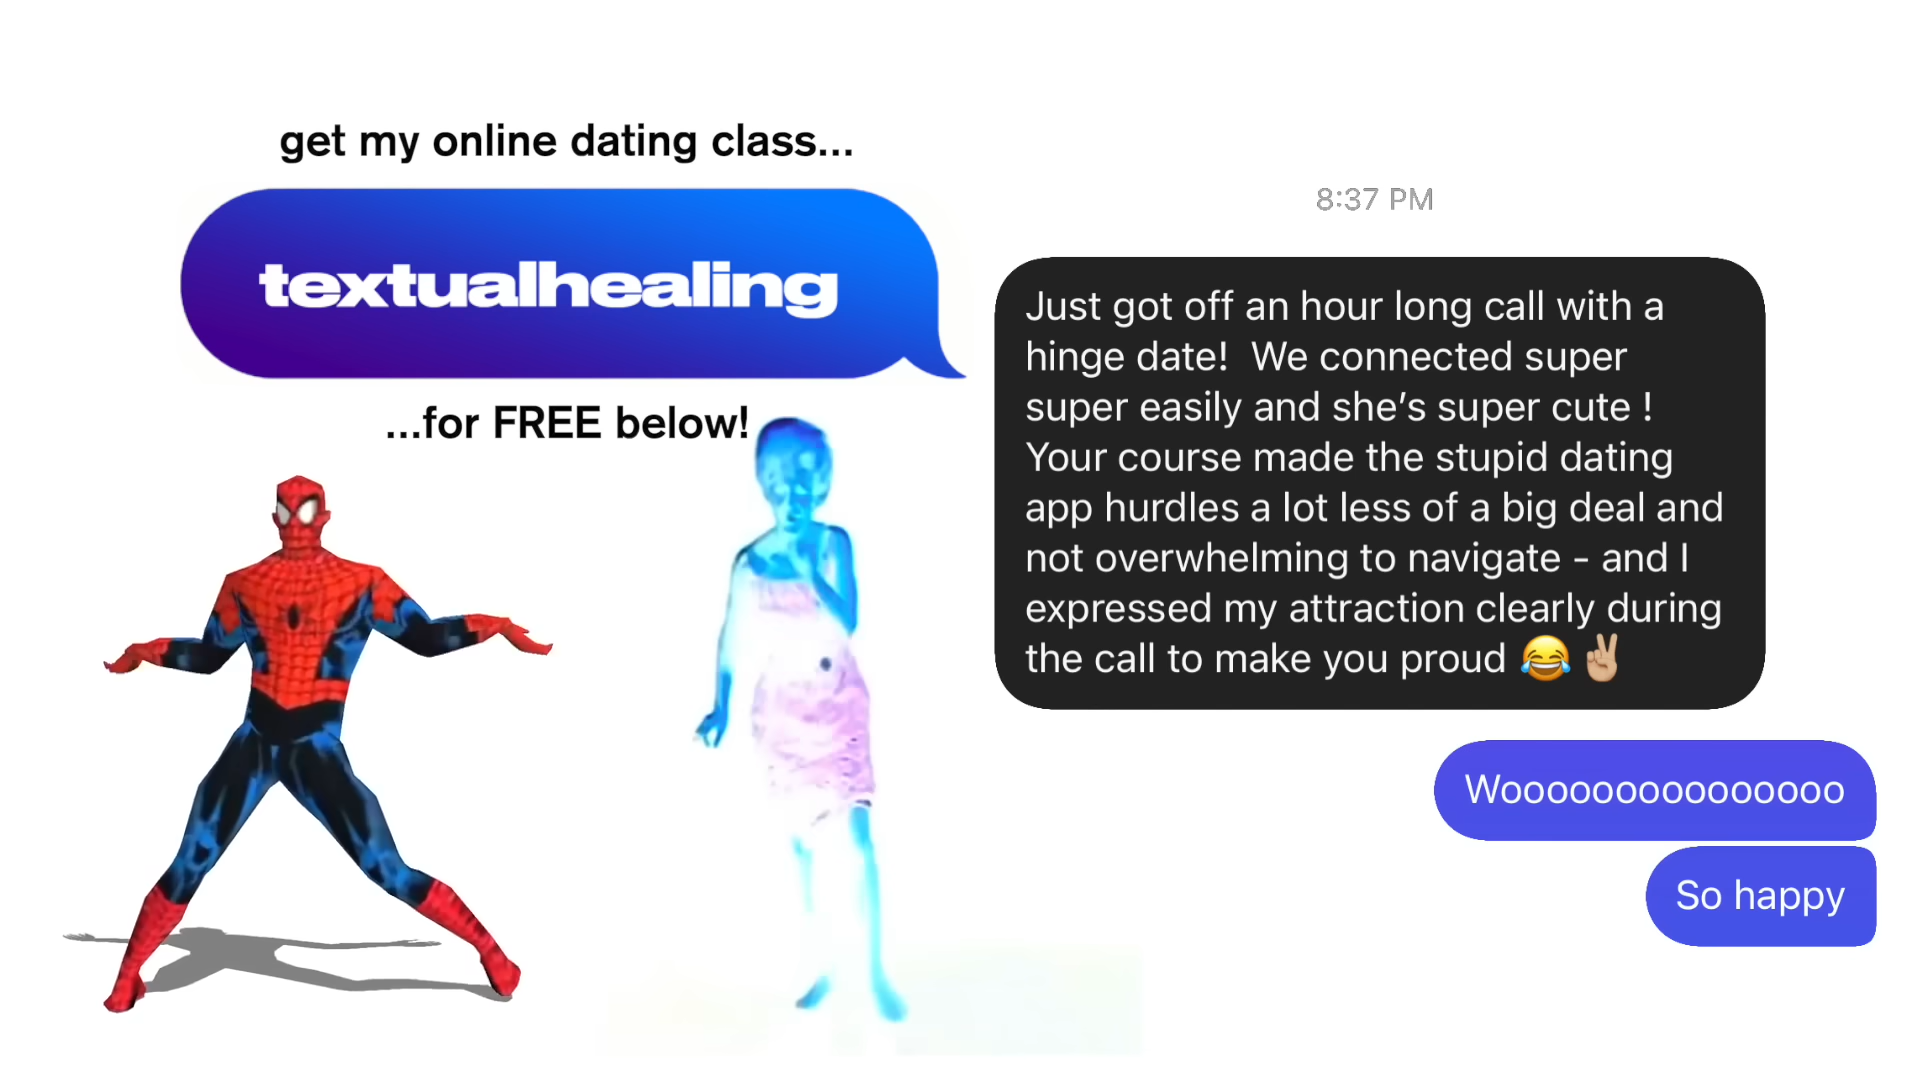 get my online dating class...
textualhealing
...for FREE below!
8:37 PM
Just got off an hour long call with a
hinge date!  We connected super
super easily and she’s super cute !
Your course made the stupid dating
app hurdles a lot less of a big deal and
not overwhelming to navigate - and I
expressed my attraction clearly during
the call to make you proud 😂✌🏼
Wooooooooooooooo
So happy